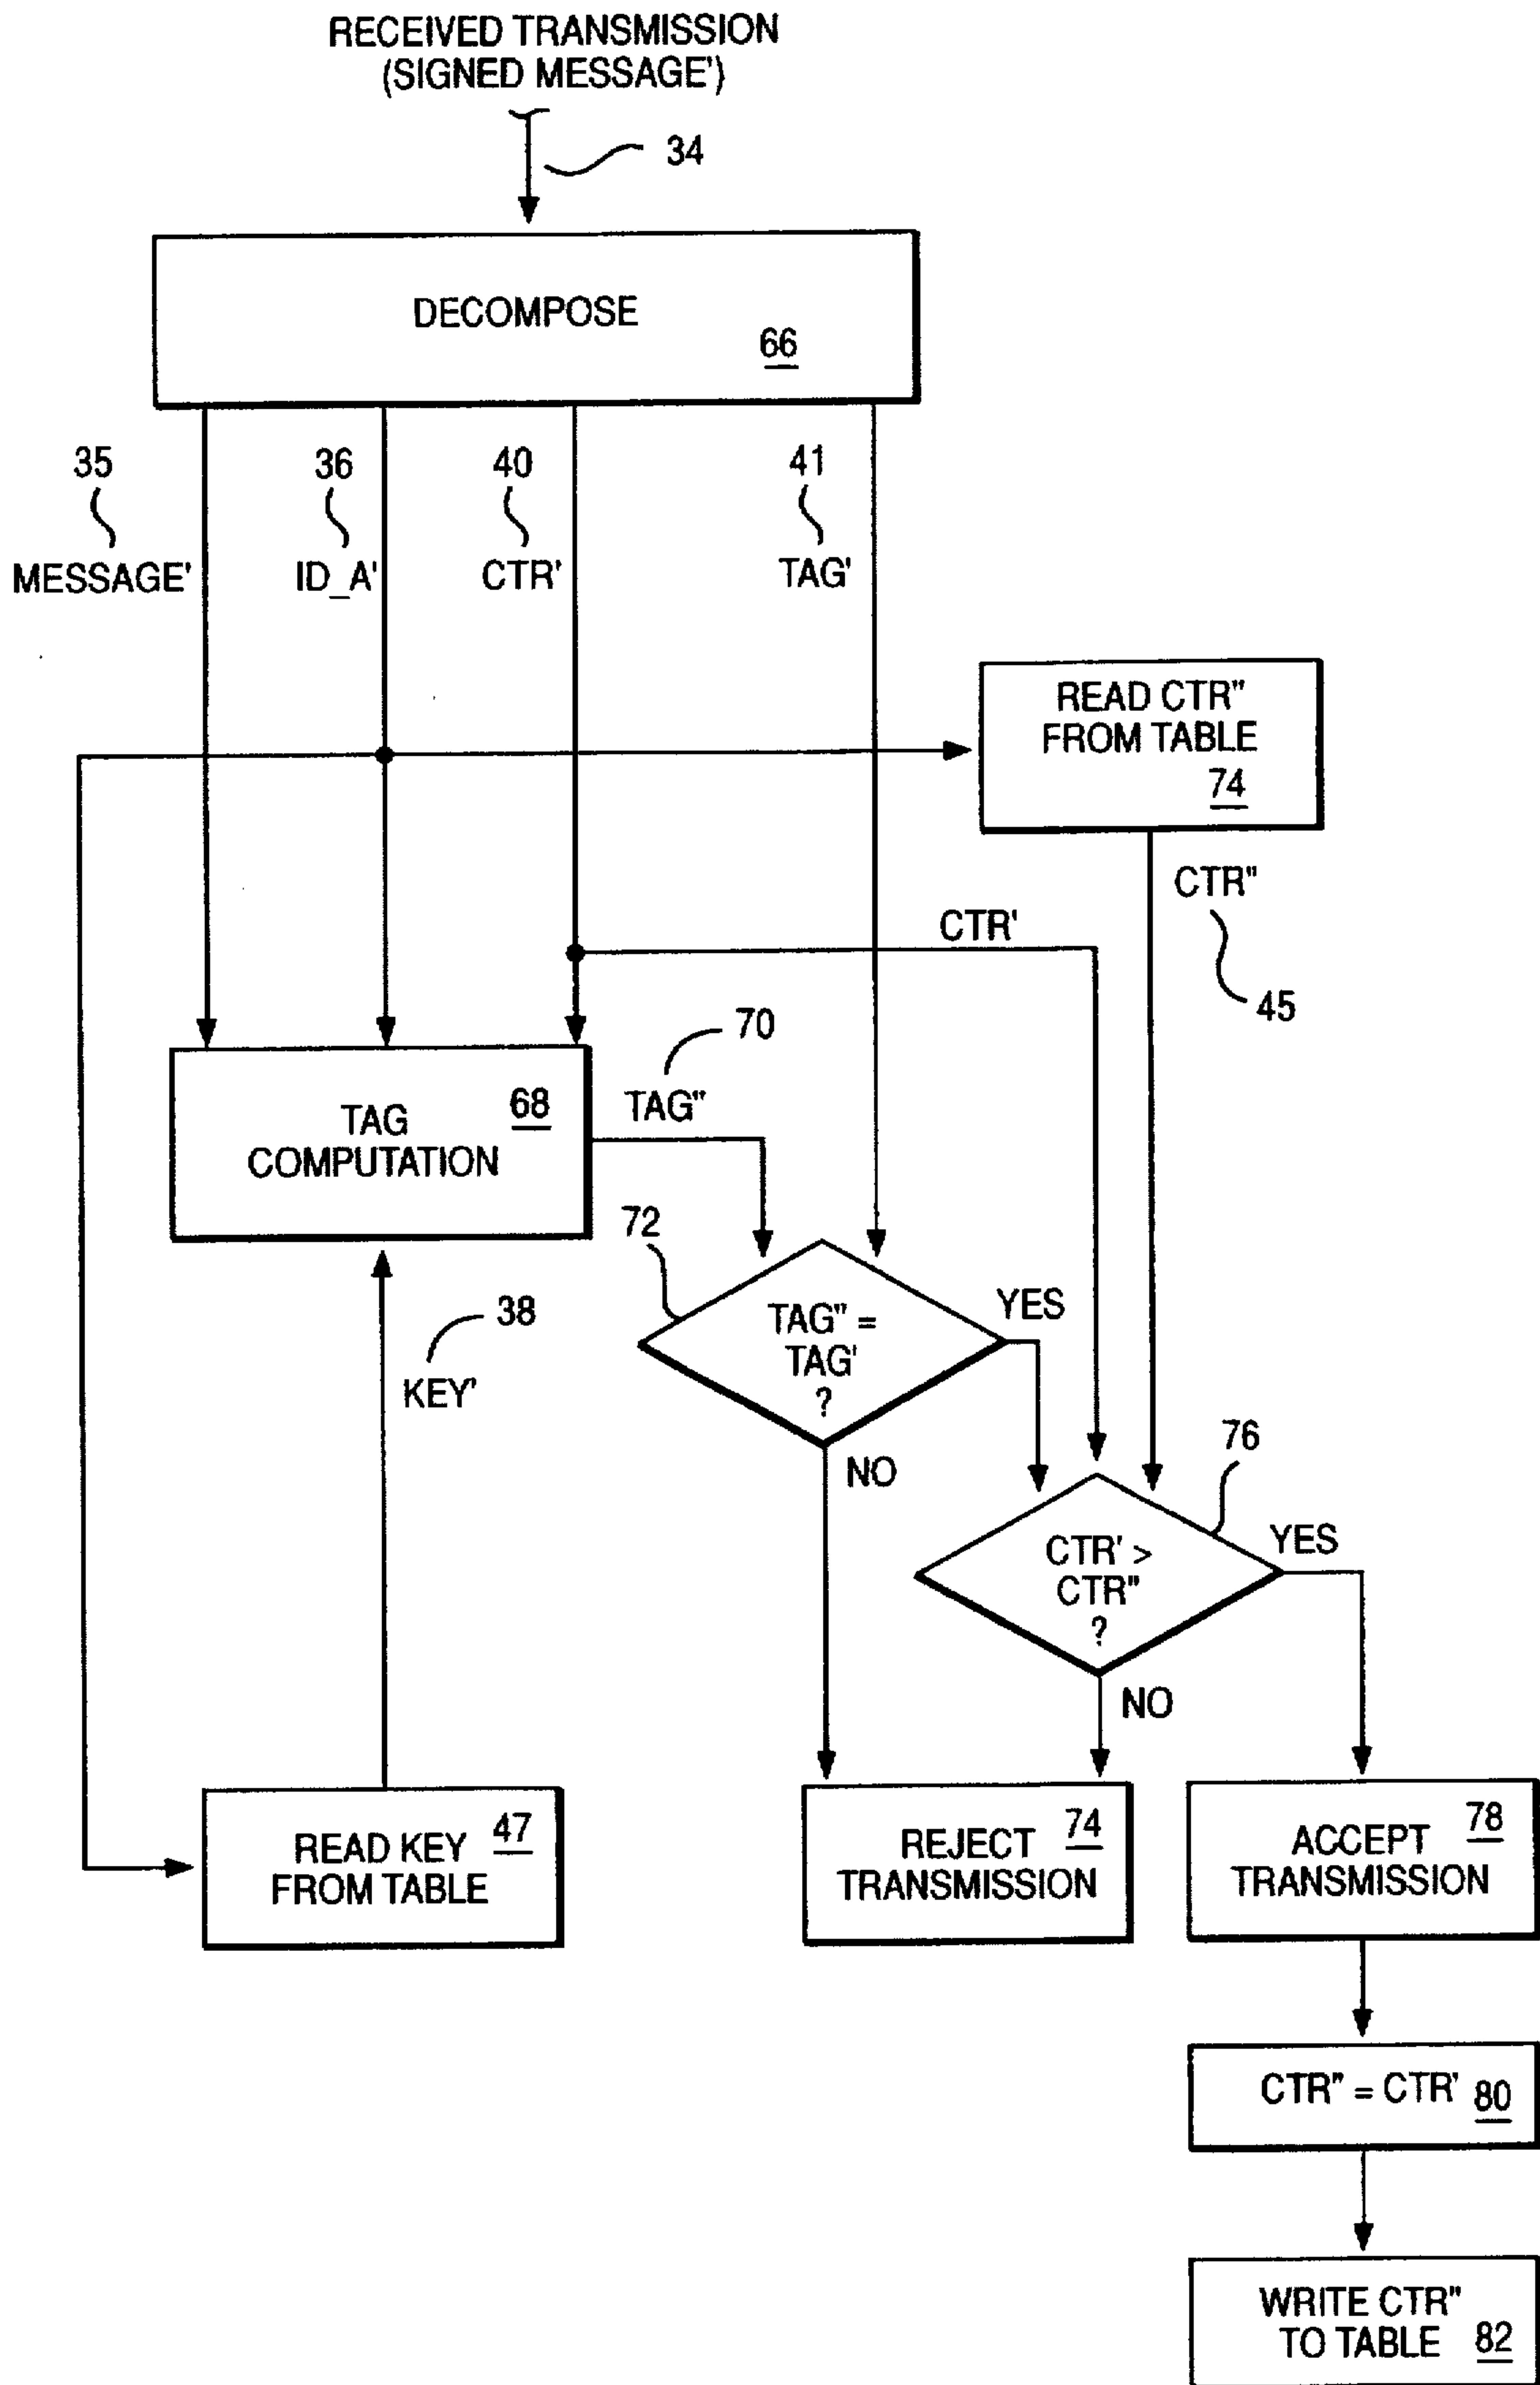 RECEIVED TRANSMISSION
(SIGNED MESSAGE')
34
DECOMPOSE
66
35
36
40
41
MESSAGE'
ID_A'
CTR'
TAG'
READ CTR"
FROM TABLE
74
CTR"
45
CTR'
70
TAG"
TAG
COMPUTATION
68
72
TAG" =
TAG'
?
YES
NO
38
KEY'
76
CTR' >
CTR"
?
YES
NO
READ KEY
FROM TABLE
47
REJECT
TRANSMISSION
74
ACCEPT
TRANSMISSION
78
CTR" = CTR' 80
WRITE CTR"
TO TABLE
82